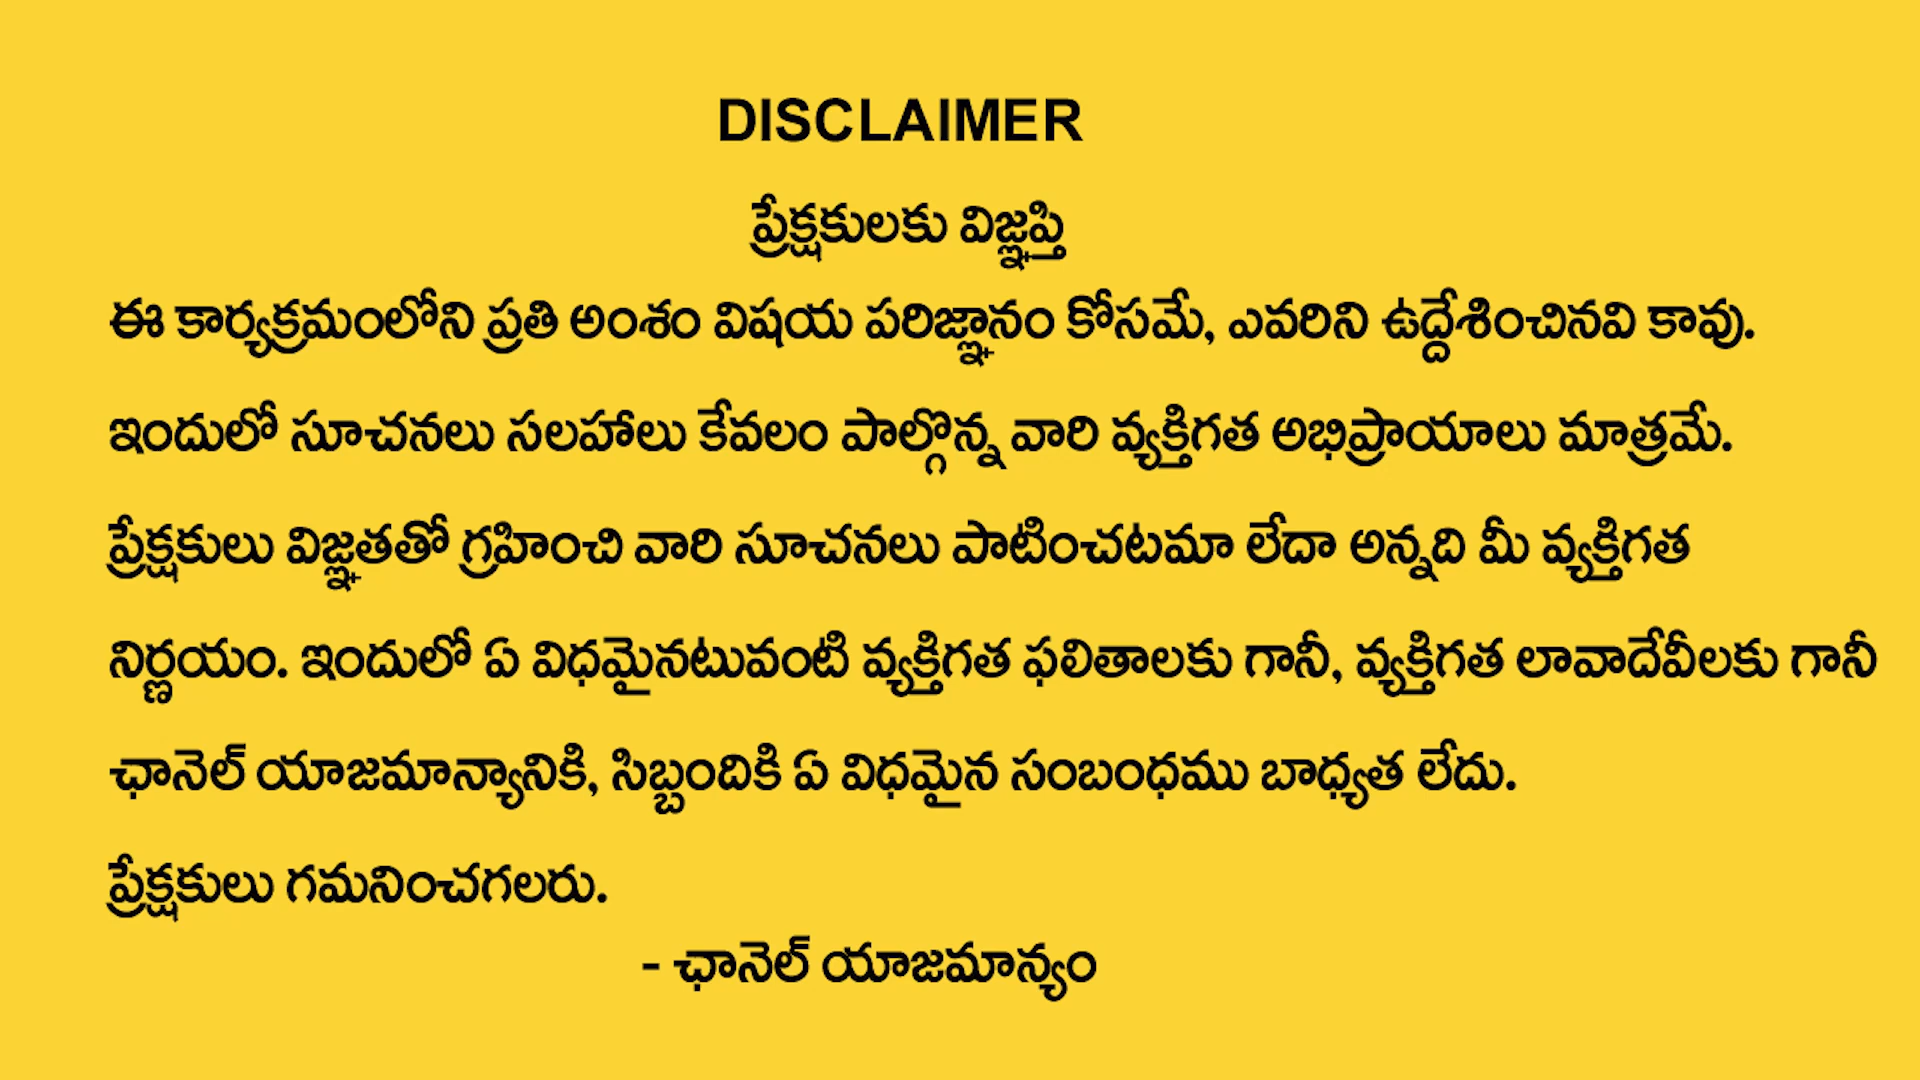 DISCLAIMER
ప్రేక్షకులకు విజ్ఞప్తి
ఈ కార్యక్రమంలోని ప్రతి అంశం విషయ పరిజ్ఞానం కోసమే, ఎవరిని ఉద్దేశించినవి కావు.
ఇందులో సూచనలు సలహాలు కేవలం పాల్గొన్న వారి వ్యక్తిగత అభిప్రాయాలు మాత్రమే.
ప్రేక్షకులు విజ్ఞతతో గ్రహించి వారి సూచనలు పాటించటమా లేదా అన్నది మీ వ్యక్తిగత
నిర్ణయం. ఇందులో ఏ విధమైనటువంటి వ్యక్తిగత ఫలితాలకు గానీ, వ్యక్తిగత లావాదేవీలకు గానీ
ఛానెల్ యాజమాన్యానికి, సిబ్బందికి ఏ విధమైన సంబంధము బాధ్యత లేదు.
ప్రేక్షకులు గమనించగలరు.
- ఛానెల్ యాజమాన్యం